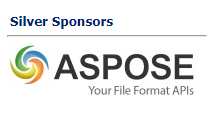 Silver Sponsors
ASPOSE
Your File Format APIs